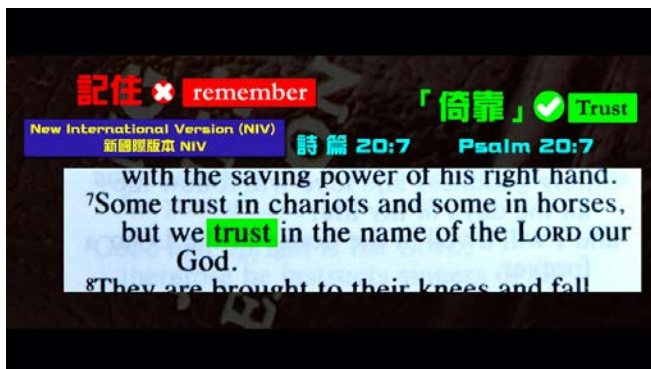 記住 remember
「倚靠」 Trust
New International Version (NIV)
新國際版本 NIV
詩篇 20:7 Psalm 20:7
with the saving power of his right hand.
⁷Some trust in chariots and some in horses,
but we trust in the name of the LORD our
God.
⁸They are brought to their knees and fall